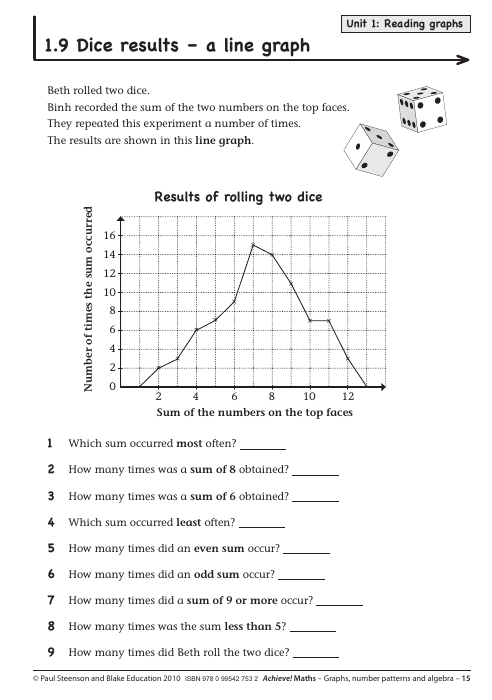 Unit 1: Reading graphs
1.9 Dice results – a line graph
Beth rolled two dice.
Binh recorded the sum of the two numbers on the top faces.
They repeated this experiment a number of times.
The results are shown in this line graph.
Results of rolling two dice
Number of times the sum occurred
16
14
12
10
8
6
4
2
0
2 4 6 8 10 12
Sum of the numbers on the top faces
1 Which sum occurred most often? ________
2 How many times was a sum of 8 obtained? ________
3 How many times was a sum of 6 obtained? ________
4 Which sum occurred least often? ________
5 How many times did an even sum occur? ________
6 How many times did an odd sum occur? ________
7 How many times did a sum of 9 or more occur? ________
8 How many times was the sum less than 5? ________
9 How many times did Beth roll the two dice? ________
© Paul Steenson and Blake Education 2010 ISBN 978 0 99542 753 2 Achieve! Maths – Graphs, number patterns and algebra – 15